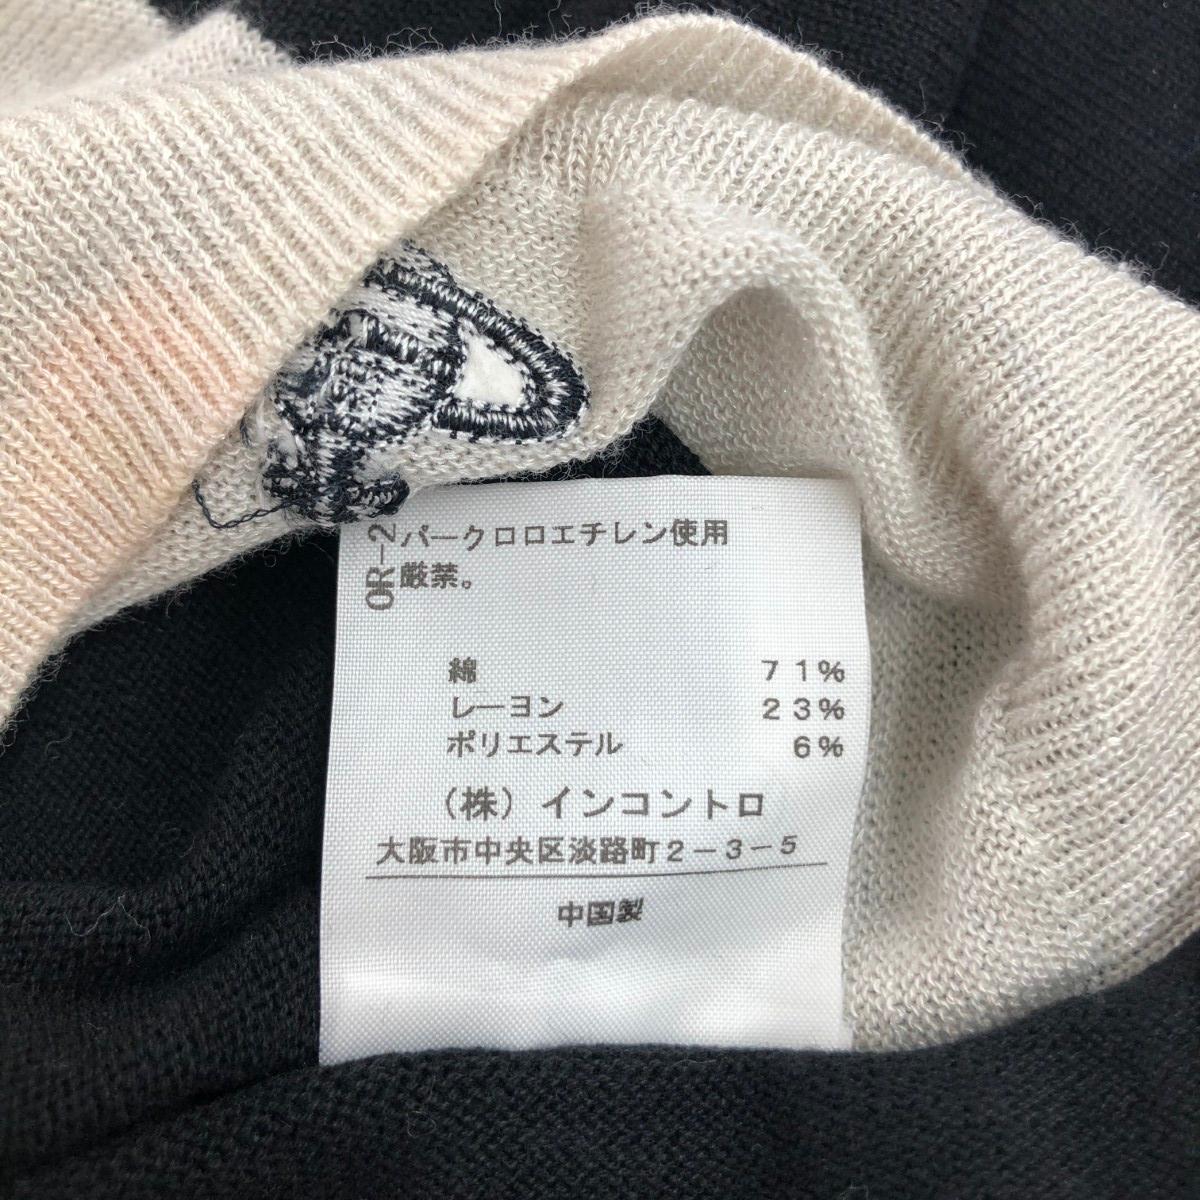 OR-2
パークロロエチレン使用
厳禁。
綿 71%
レーヨン 23%
ポリエステル 6%
(株) インコントロ
大阪市中央区淡路町2-3-5
中国製